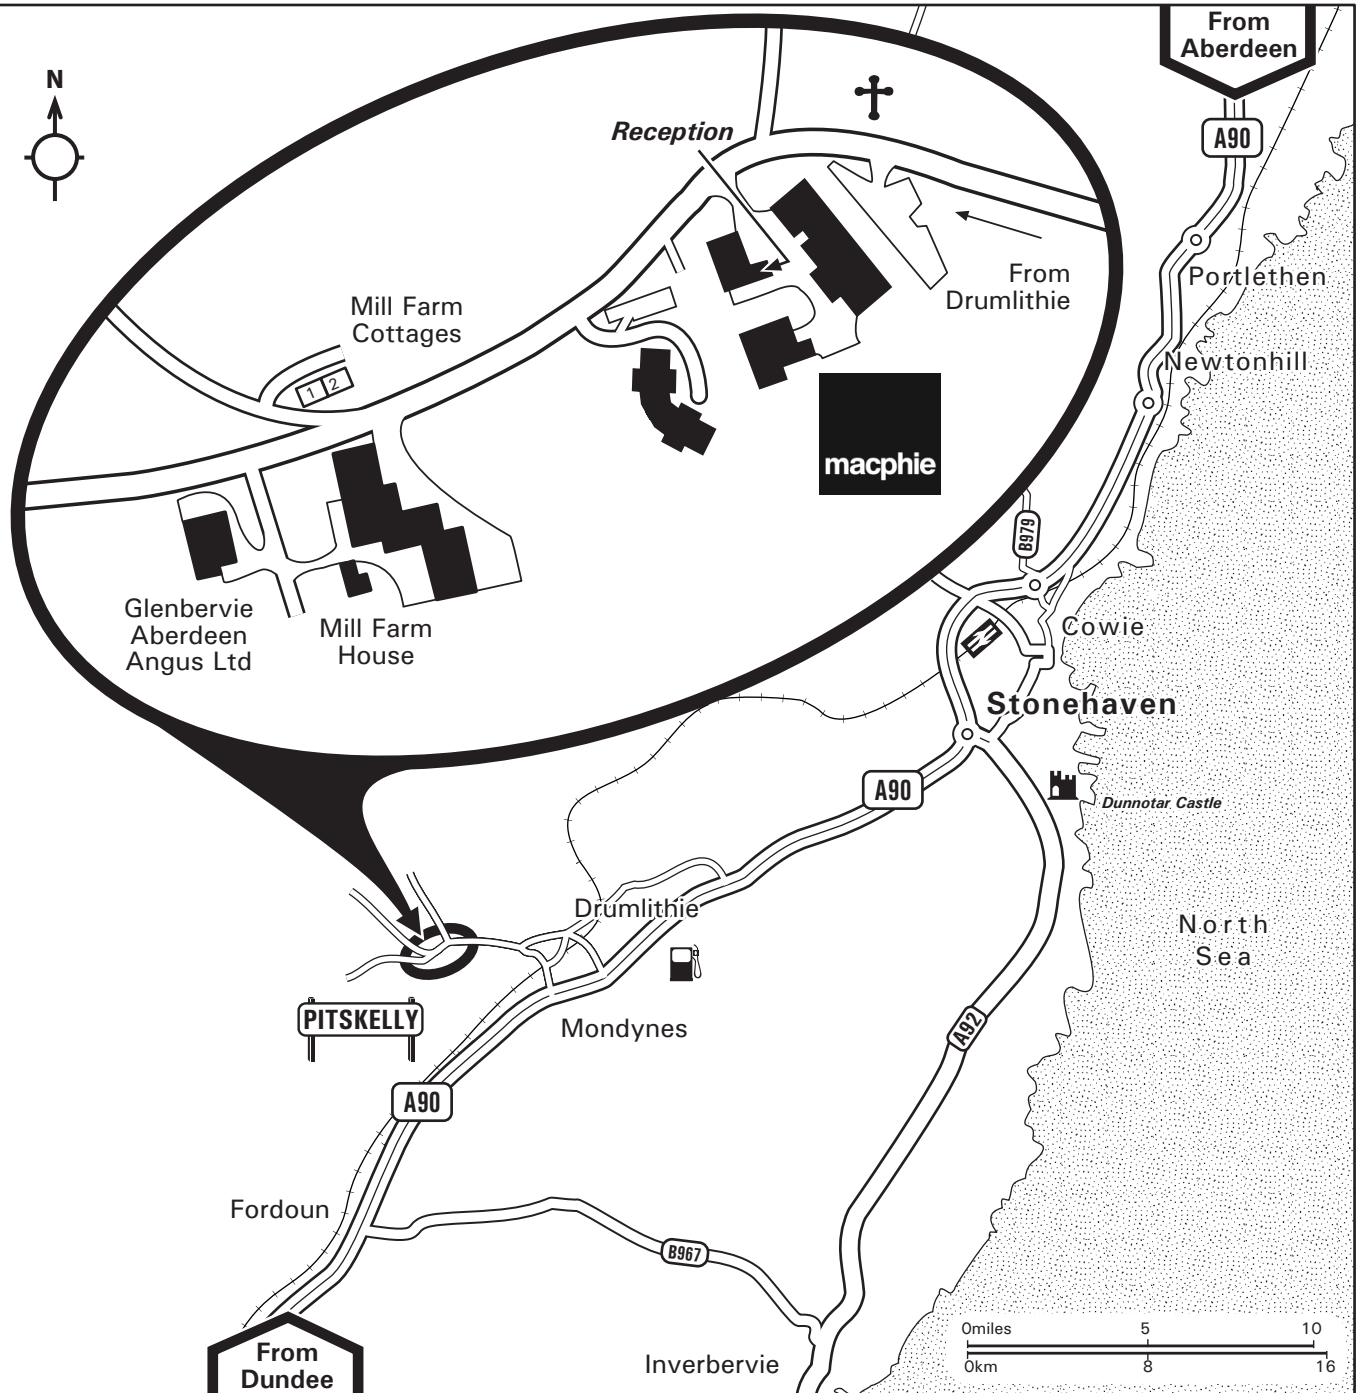 From
Aberdeen
N
A90
Reception
Portlethen
From
Drumlithie
Mill Farm
Cottages
Newtonhill
1 2
macphie
B979
Glenbervie
Aberdeen
Angus Ltd
Mill Farm
House
Cowie
Stonehaven
A90
Dunnotar Castle
Drumlithie
North
Sea
PITSKELLY
Mondynes
A92
A90
Fordoun
B967
0miles 5 10
0km 8 16
From
Dundee
Inverbervie